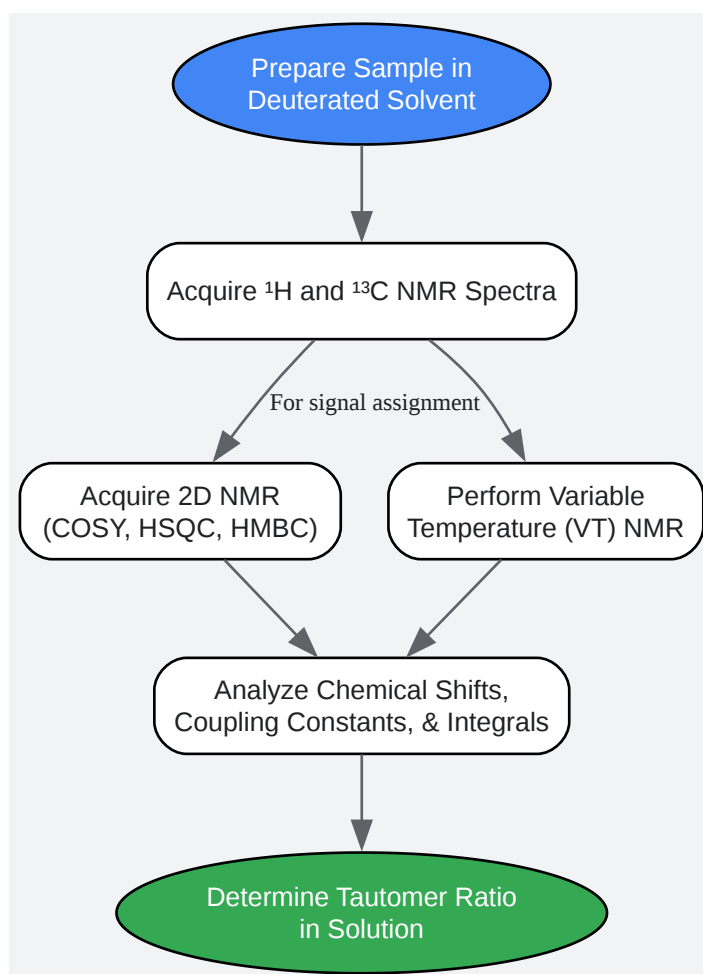 Prepare Sample in
Deuterated Solvent
Acquire ¹H and ¹³C NMR Spectra
For signal assignment
Acquire 2D NMR
(COSY, HSQC, HMBC)
Perform Variable
Temperature (VT) NMR
Analyze Chemical Shifts,
Coupling Constants, & Integrals
Determine Tautomer Ratio
in Solution